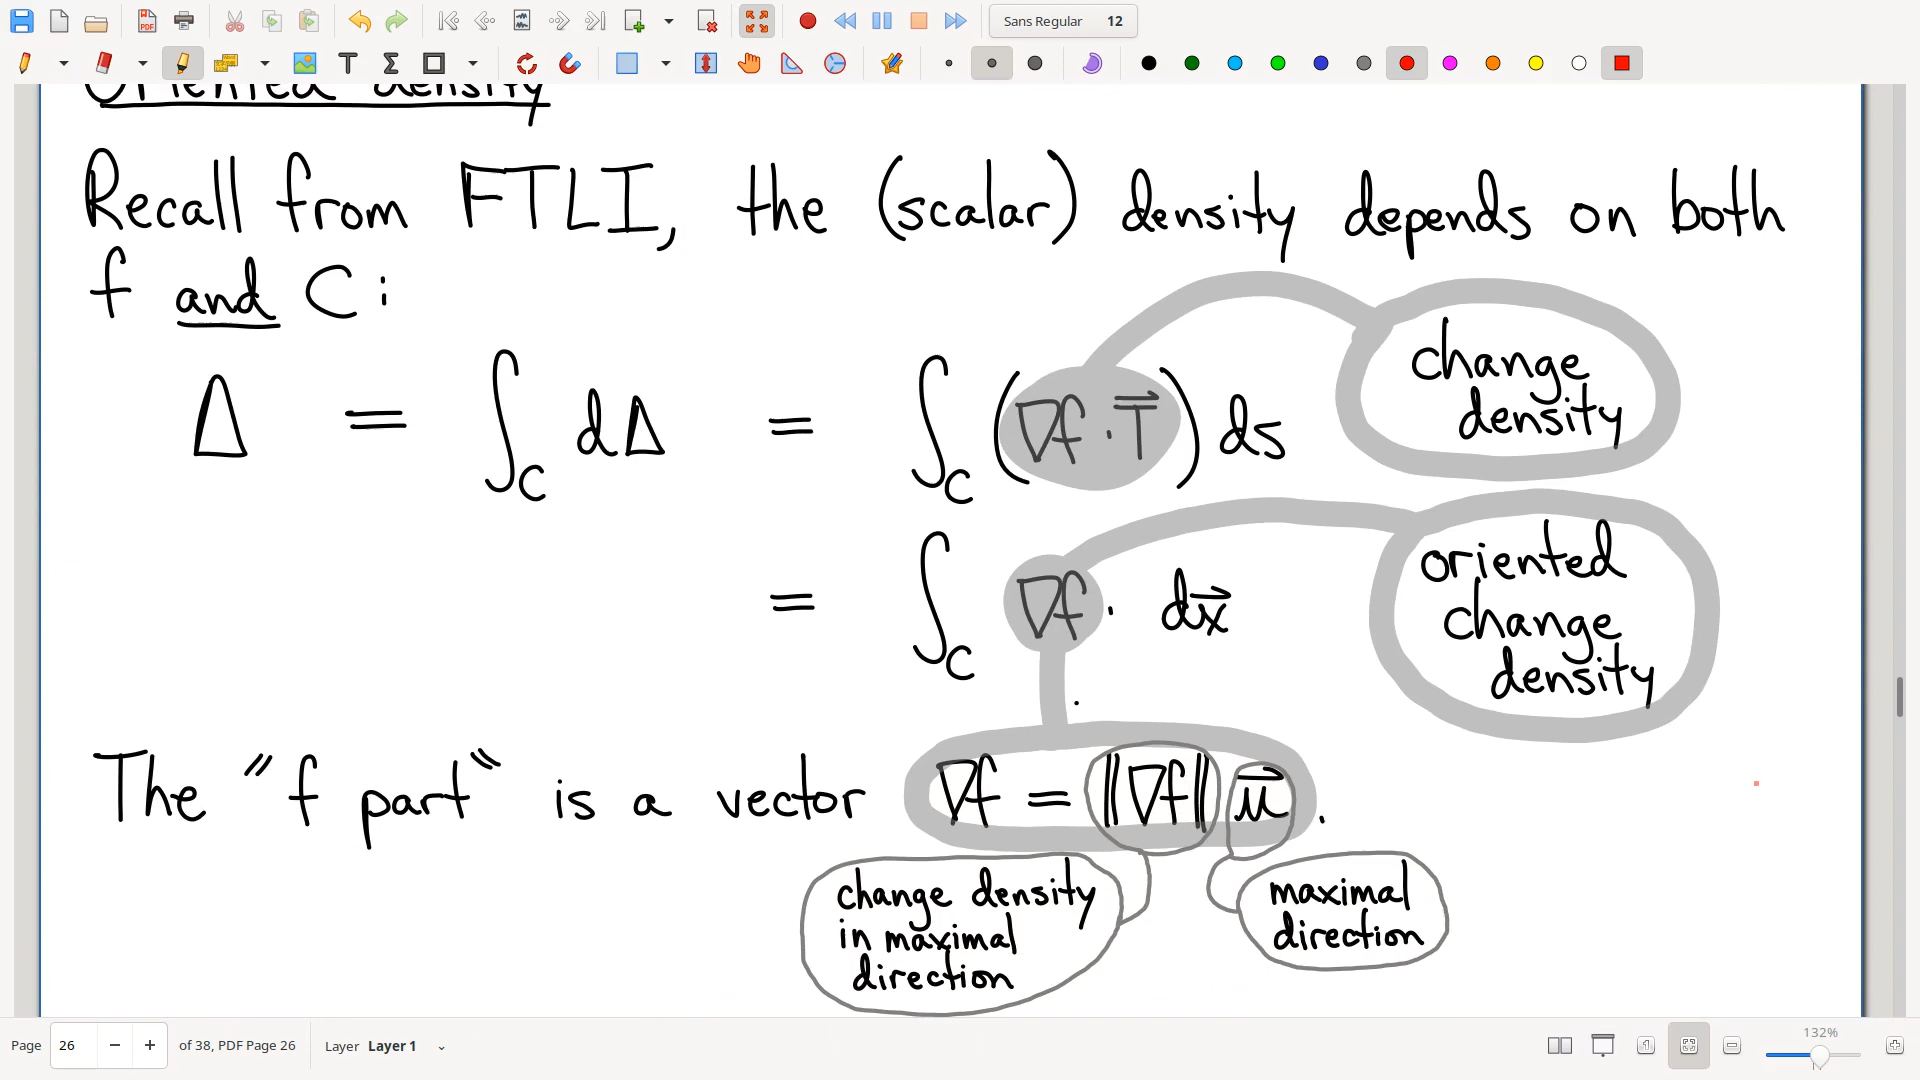 Sans Regular 12
Oriented density
Recall from FTLI, the (scalar) density depends on both
f and C:
Δ = ∫_C dΔ = ∫_C (∇f · T⃗) ds
change
density
= ∫_C ∇f · dx⃗
oriented
change
density
The "f part" is a vector ∇f = ‖∇f‖ u⃗.
change density
in maximal
direction
maximal
direction
Page 26 of 38, PDF Page 26 Layer Layer 1 132%